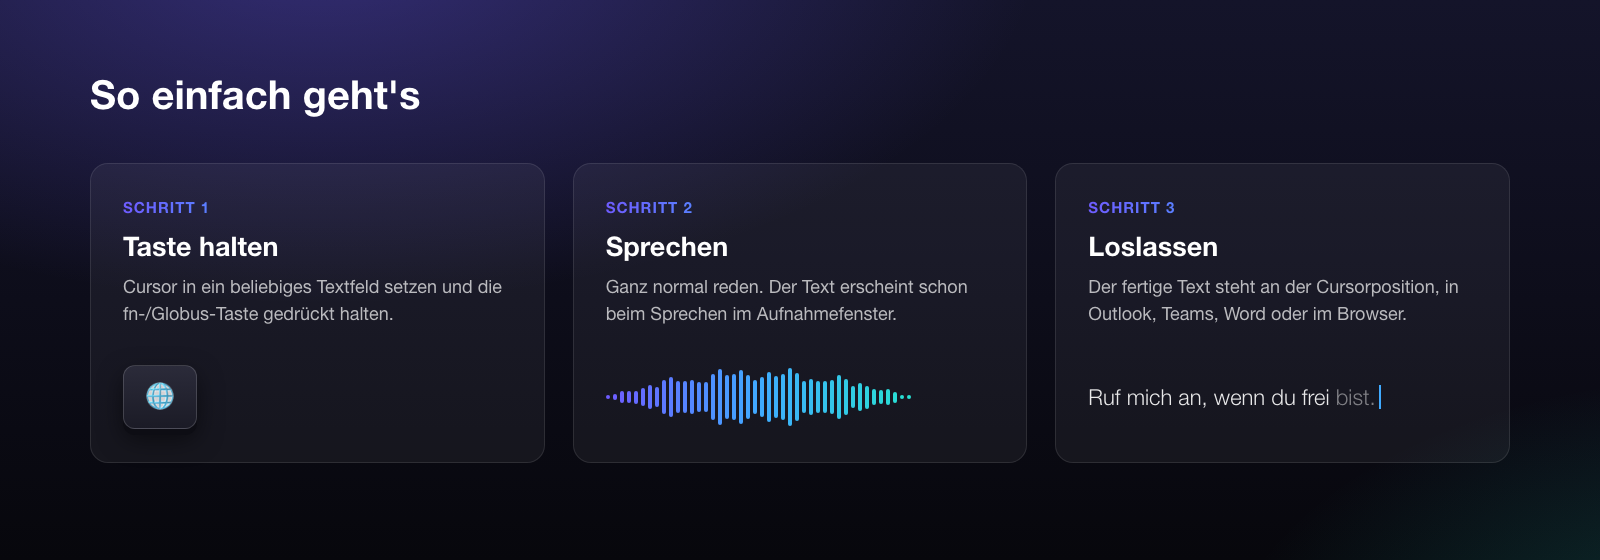 So einfach geht's
SCHRITT 1
Taste halten
Cursor in ein beliebiges Textfeld setzen und die
fn-/Globus-Taste gedrückt halten.
SCHRITT 2
Sprechen
Ganz normal reden. Der Text erscheint schon
beim Sprechen im Aufnahmefenster.
SCHRITT 3
Loslassen
Der fertige Text steht an der Cursorposition, in
Outlook, Teams, Word oder im Browser.
Ruf mich an, wenn du frei bist.